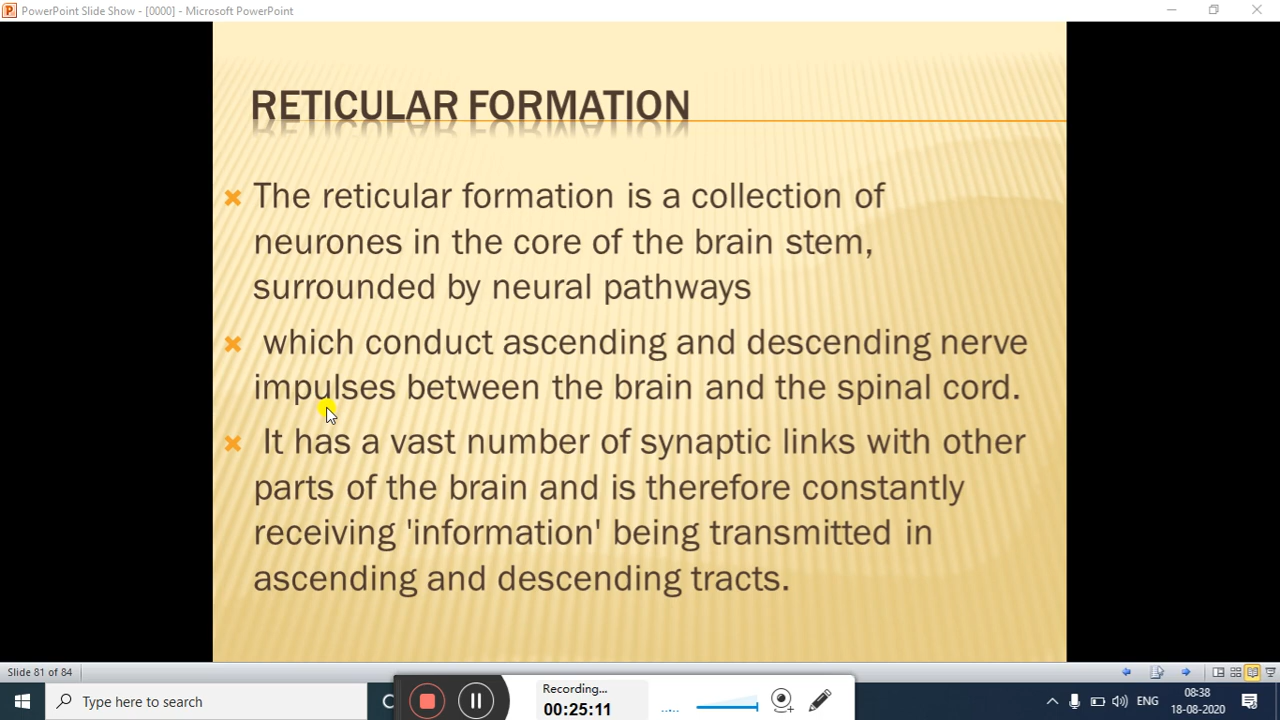 PowerPoint Slide Show - [0000] - Microsoft PowerPoint
RETICULAR FORMATION
The reticular formation is a collection of
neurones in the core of the brain stem,
surrounded by neural pathways
which conduct ascending and descending nerve
impulses between the brain and the spinal cord.
It has a vast number of synaptic links with other
parts of the brain and is therefore constantly
receiving 'information' being transmitted in
ascending and descending tracts.
Slide 81 of 84
Type here to search
Recording...
00:25:11
ENG
08:38
18-08-2020